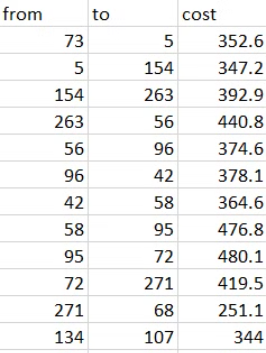 from to cost
73 5 352.6
5 154 347.2
154 263 392.9
263 56 440.8
56 96 374.6
96 42 378.1
42 58 364.6
58 95 476.8
95 72 480.1
72 271 419.5
271 68 251.1
134 107 344